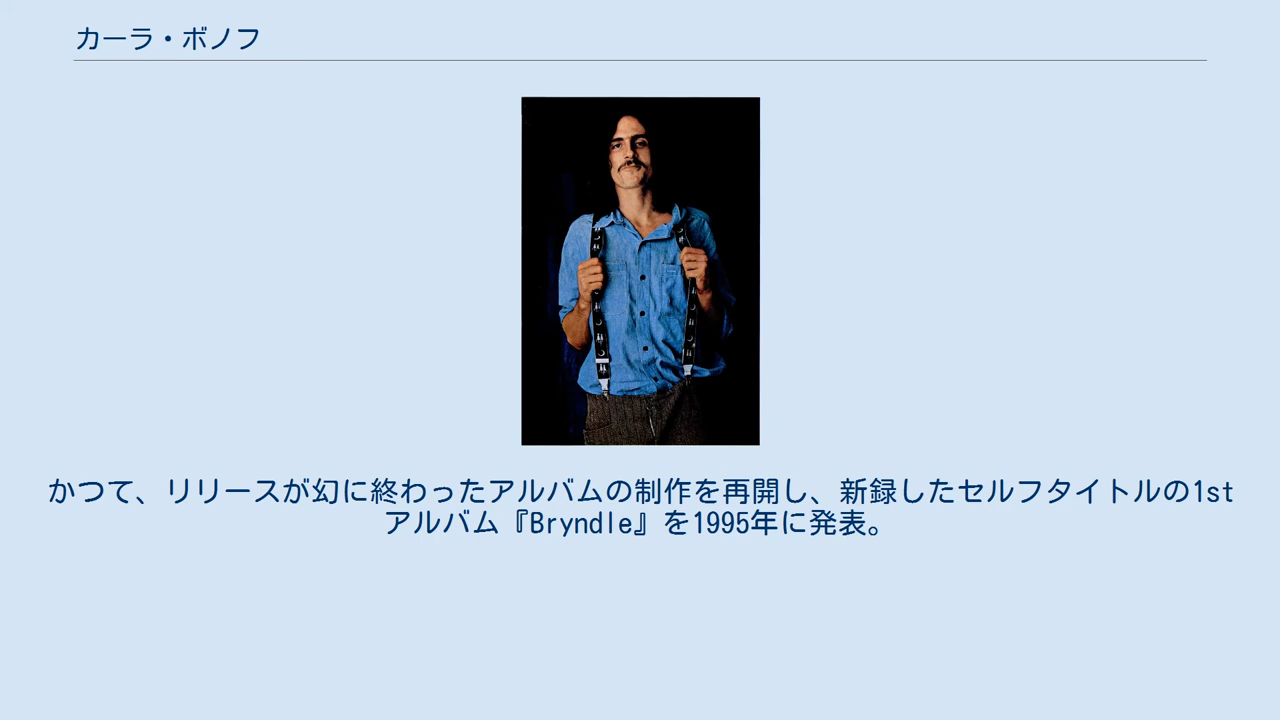 カーラ・ボノフ
かつて、リリースが幻に終わったアルバムの制作を再開し、新録したセルフタイトルの1st
アルバム『Bryndle』を1995年に発表。